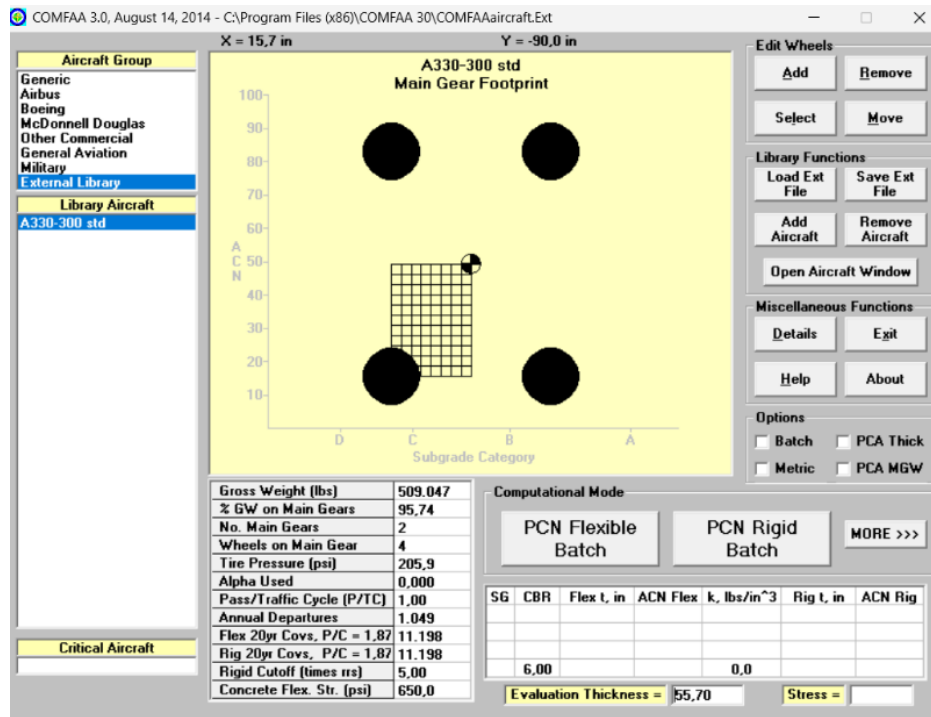 COMFAA 3.0, August 14, 2014 - C:\Program Files (x86)\COMFAA 30\COMFAAaircraft.Ext
X = 15,7 in Y = -90,0 in
Aircraft Group
Generic
Airbus
Boeing
McDonnell Douglas
Other Commercial
General Aviation
Military
External Library
Library Aircraft
A330-300 std
Critical Aircraft
A330-300 std
Main Gear Footprint
100
90
80
70
60
50
40
30
20
10
A
C
N
D C B A
Subgrade Category
Edit Wheels
Add Remove
Select Move
Library Functions
Load Ext File Save Ext File
Add Aircraft Remove Aircraft
Open Aircraft Window
Miscellaneous Functions
Details Exit
Help About
Options
Batch PCA Thick
Metric PCA MGW
Gross Weight (lbs) 509.047
% GW on Main Gears 95,74
No. Main Gears 2
Wheels on Main Gear 4
Tire Pressure (psi) 205,9
Alpha Used 0,000
Pass/Traffic Cycle (P/TC) 1,00
Annual Departures 1.049
Flex 20yr Covs, P/C = 1,87 11.198
Rig 20yr Covs, P/C = 1,87 11.198
Rigid Cutoff (times rrs) 5,00
Concrete Flex. Str. (psi) 650,0
Computational Mode
PCN Flexible Batch PCN Rigid Batch MORE >>>
SG CBR Flex t, in ACN Flex k, lbs/in^3 Rig t, in ACN Rig
6,00 0,0
Evaluation Thickness = 55,70 Stress =